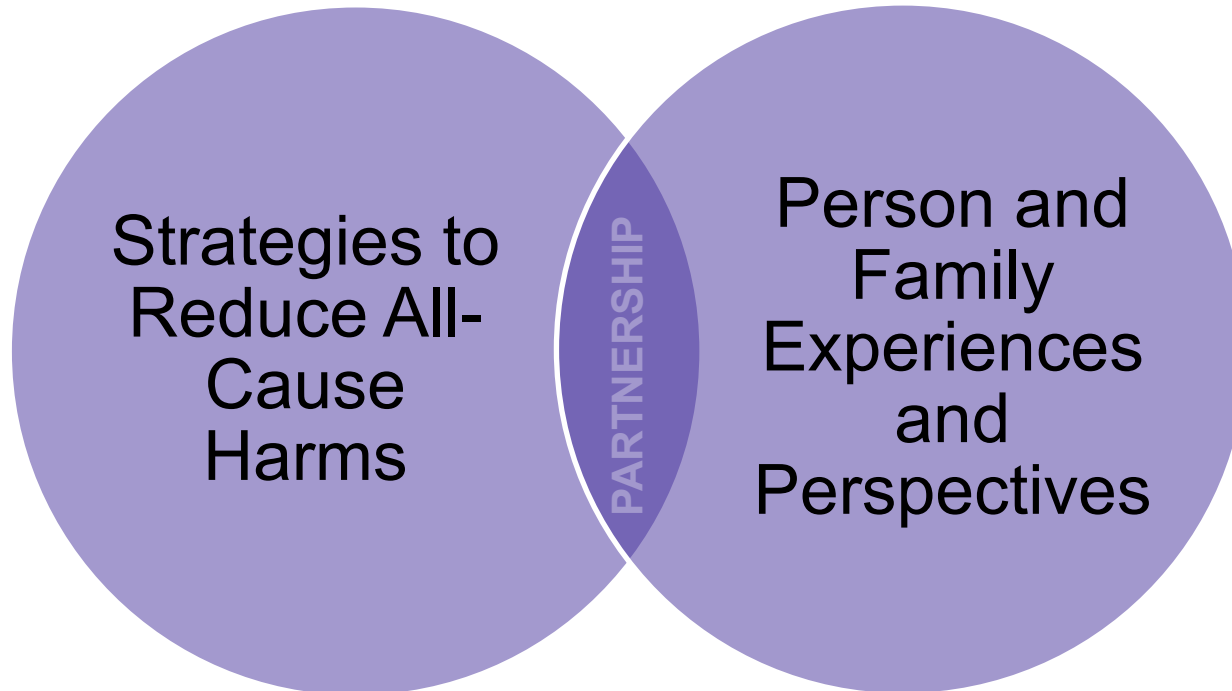 Strategies to
Reduce All-
Cause
Harms
PARTNERSHIP
Person and
Family
Experiences
and
Perspectives